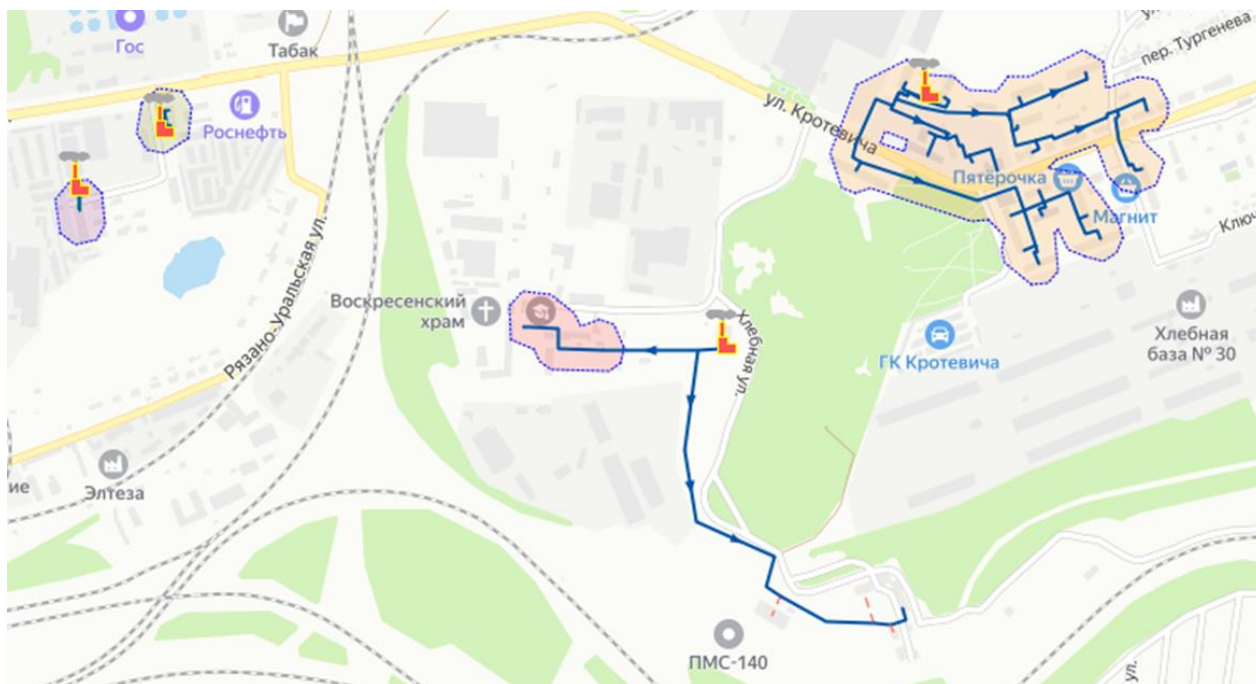 Гос
Табак
пер. Тургенева
Роснефть
ул. Кротевича
Пятёрочка
Магнит
Ключ
Рязано-Уральская ул.
Воскресенский
храм
Хлебная ул.
ГК Кротевича
Хлебная
база № 30
ие
Элтеза
ПМС-140
ул.